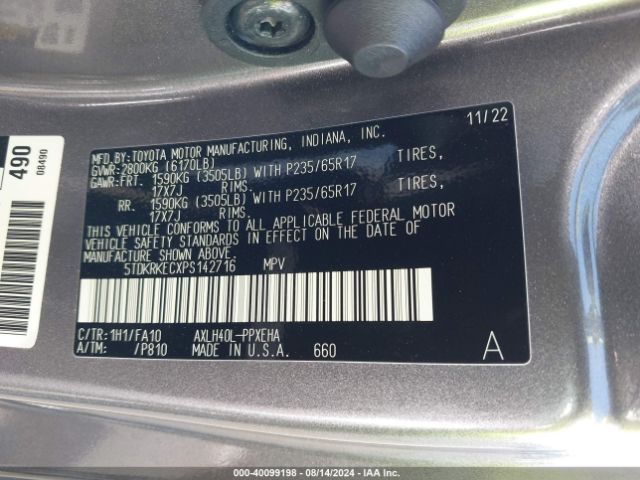 490
08490
MFD.BY:TOYOTA MOTOR MANUFACTURING, INDIANA, INC. 11/22
GVWR:2800KG (6170LB)
GAWR:FRT. 1590KG (3505LB) WITH P235/65R17 TIRES,
17X7J RIMS.
RR. 1590KG (3505LB) WITH P235/65R17 TIRES,
17X7J RIMS.
THIS VEHICLE CONFORMS TO ALL APPLICABLE FEDERAL MOTOR
VEHICLE SAFETY STANDARDS IN EFFECT ON THE DATE OF
MANUFACTURE SHOWN ABOVE.
5TDKRKECXPS142716 MPV
C/TR:1H1/FA10 AXLH40L-PPXEHA
A/TM: /P810 MADE IN U.S.A. 660 A
000-40099198 - 08/14/2024 - IAA Inc.